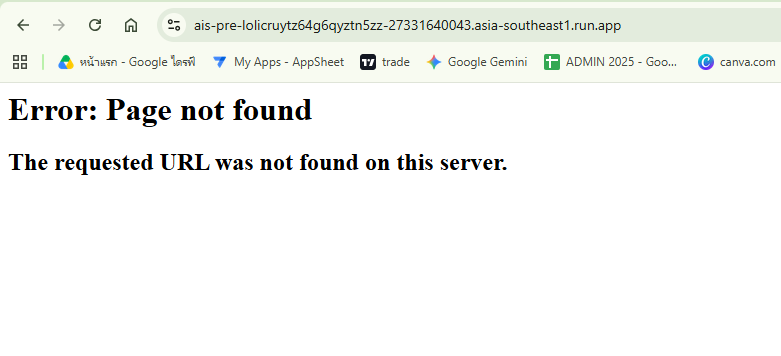 ais-pre-lolicruytz64g6qyztn5zz-27331640043.asia-southeast1.run.app
หน้าแรก - Google ไดรฟ์ My Apps - AppSheet trade Google Gemini ADMIN 2025 - Goo... canva.com
Error: Page not found
The requested URL was not found on this server.